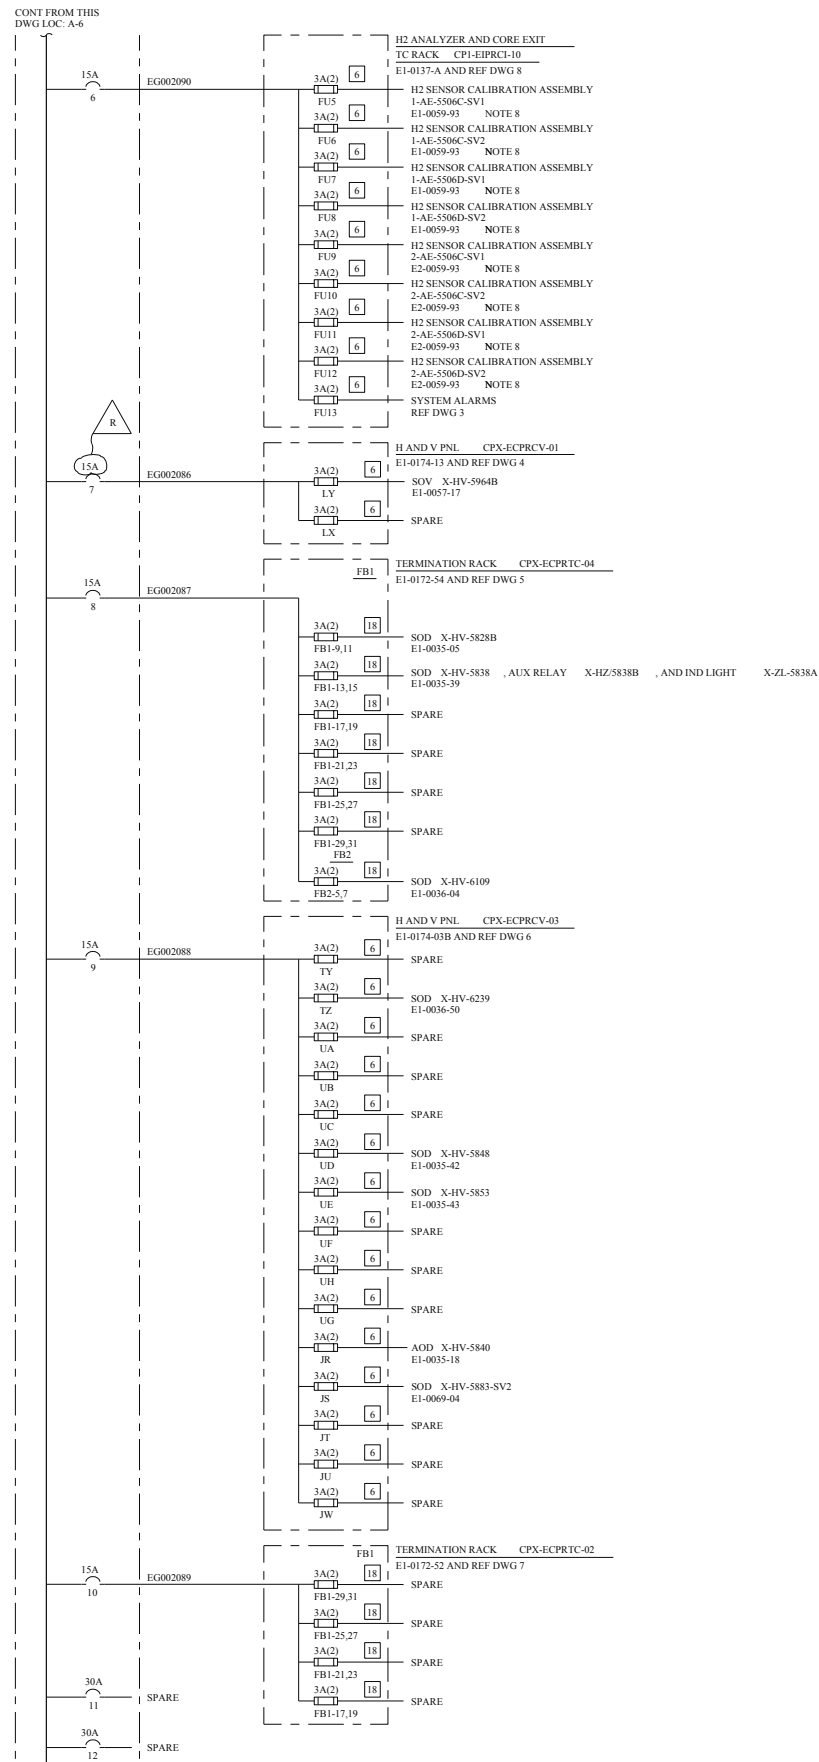 CONT FROM THIS
DWG LOC: A-6
H2 ANALYZER AND CORE EXIT
TC RACK CP1-EIPRCI-10
E1-0137-A AND REF DWG 8
15A
6
EG002090
3A(2) 6
FU5
H2 SENSOR CALIBRATION ASSEMBLY
1-AE-5506C-SV1
E1-0059-93 NOTE 8
3A(2) 6
FU6
H2 SENSOR CALIBRATION ASSEMBLY
1-AE-5506C-SV2
E1-0059-93 NOTE 8
3A(2) 6
FU7
H2 SENSOR CALIBRATION ASSEMBLY
1-AE-5506D-SV1
E1-0059-93 NOTE 8
3A(2) 6
FU8
H2 SENSOR CALIBRATION ASSEMBLY
1-AE-5506D-SV2
E1-0059-93 NOTE 8
3A(2) 6
FU9
H2 SENSOR CALIBRATION ASSEMBLY
2-AE-5506C-SV1
E2-0059-93 NOTE 8
3A(2) 6
FU10
H2 SENSOR CALIBRATION ASSEMBLY
2-AE-5506C-SV2
E2-0059-93 NOTE 8
3A(2) 6
FU11
H2 SENSOR CALIBRATION ASSEMBLY
2-AE-5506D-SV1
E2-0059-93 NOTE 8
3A(2) 6
FU12
H2 SENSOR CALIBRATION ASSEMBLY
2-AE-5506D-SV2
E2-0059-93 NOTE 8
3A(2) 6
FU13
SYSTEM ALARMS
REF DWG 3
R
H AND V PNL CPX-ECPRCV-01
E1-0174-13 AND REF DWG 4
15A
7
EG002086
3A(2) 6
LY
SOV X-HV-5964B
E1-0057-17
3A(2) 6
LX
SPARE
TERMINATION RACK CPX-ECPRTC-04
E1-0172-54 AND REF DWG 5
FB1
15A
8
EG002087
3A(2) 18
FB1-9,11
SOD X-HV-5828B
E1-0035-05
3A(2) 18
FB1-13,15
SOD X-HV-5838 , AUX RELAY X-HZ/5838B , AND IND LIGHT X-ZL-5838A
E1-0035-39
3A(2) 18
FB1-17,19
SPARE
3A(2) 18
FB1-21,23
SPARE
3A(2) 18
FB1-25,27
SPARE
3A(2) 18
FB1-29,31
SPARE
FB2
3A(2) 18
FB2-5,7
SOD X-HV-6109
E1-0036-04
H AND V PNL CPX-ECPRCV-03
E1-0174-03B AND REF DWG 6
15A
9
EG002088
3A(2) 6
TY
SPARE
3A(2) 6
TZ
SOD X-HV-6239
E1-0036-50
3A(2) 6
UA
SPARE
3A(2) 6
UB
SPARE
3A(2) 6
UC
SPARE
3A(2) 6
UD
SOD X-HV-5848
E1-0035-42
3A(2) 6
UE
SOD X-HV-5853
E1-0035-43
3A(2) 6
UF
SPARE
3A(2) 6
UH
SPARE
3A(2) 6
UG
SPARE
3A(2) 6
JR
AOD X-HV-5840
E1-0035-18
3A(2) 6
JS
SOD X-HV-5883-SV2
E1-0069-04
3A(2) 6
JT
SPARE
3A(2) 6
JU
SPARE
3A(2) 6
JW
SPARE
TERMINATION RACK CPX-ECPRTC-02
E1-0172-52 AND REF DWG 7
FB1
15A
10
EG002089
3A(2) 18
FB1-29,31
SPARE
3A(2) 18
FB1-25,27
SPARE
3A(2) 18
FB1-21,23
SPARE
3A(2) 18
FB1-17,19
SPARE
30A
11
SPARE
30A
12
SPARE